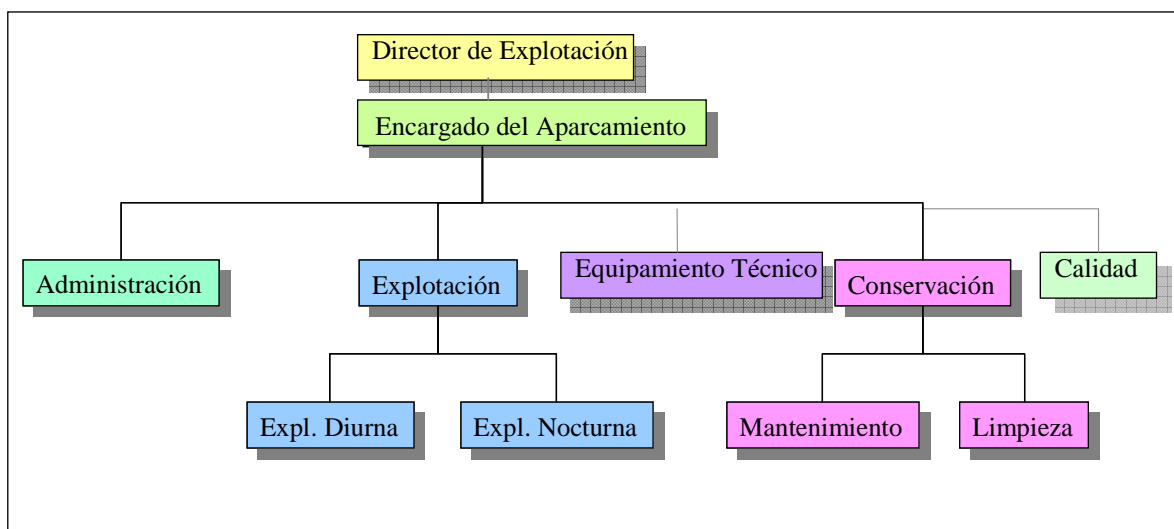 Director de Explotación
Encargado del Aparcamiento
Administración
Explotación
Equipamiento Técnico
Conservación
Calidad
Expl. Diurna
Expl. Nocturna
Mantenimiento
Limpieza